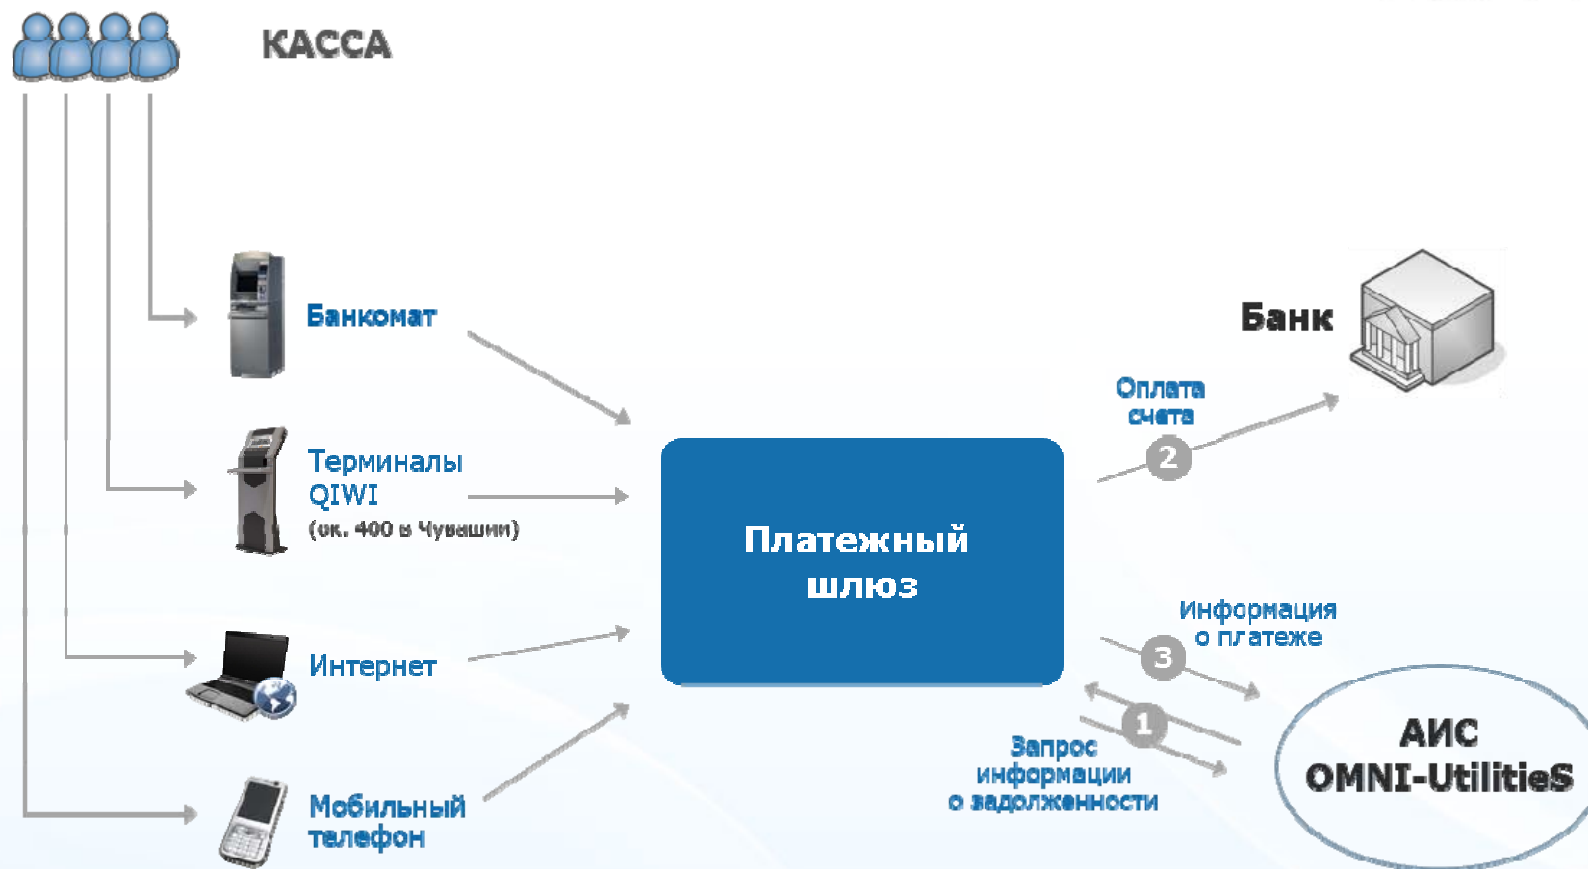 КАССА
Банкомат
Терминалы
QIWI
(ок. 400 в Чувашии)
Интернет
Мобильный
телефон
Платежный
шлюз
Банк
Оплата
счета
2
Информация
о платеже
3
1
Запрос
информации
о задолженности
АИС
OMNI-UtilitieS